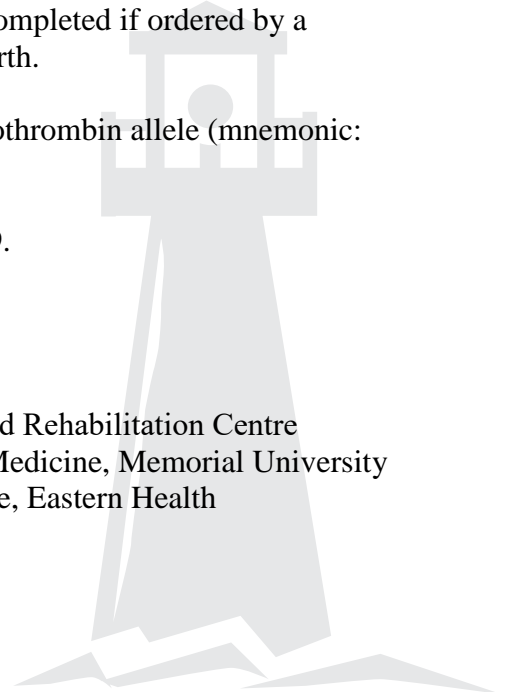 ompleted if ordered by a
rth.
othrombin allele (mnemonic:
.
d Rehabilitation Centre
Medicine, Memorial University
e, Eastern Health